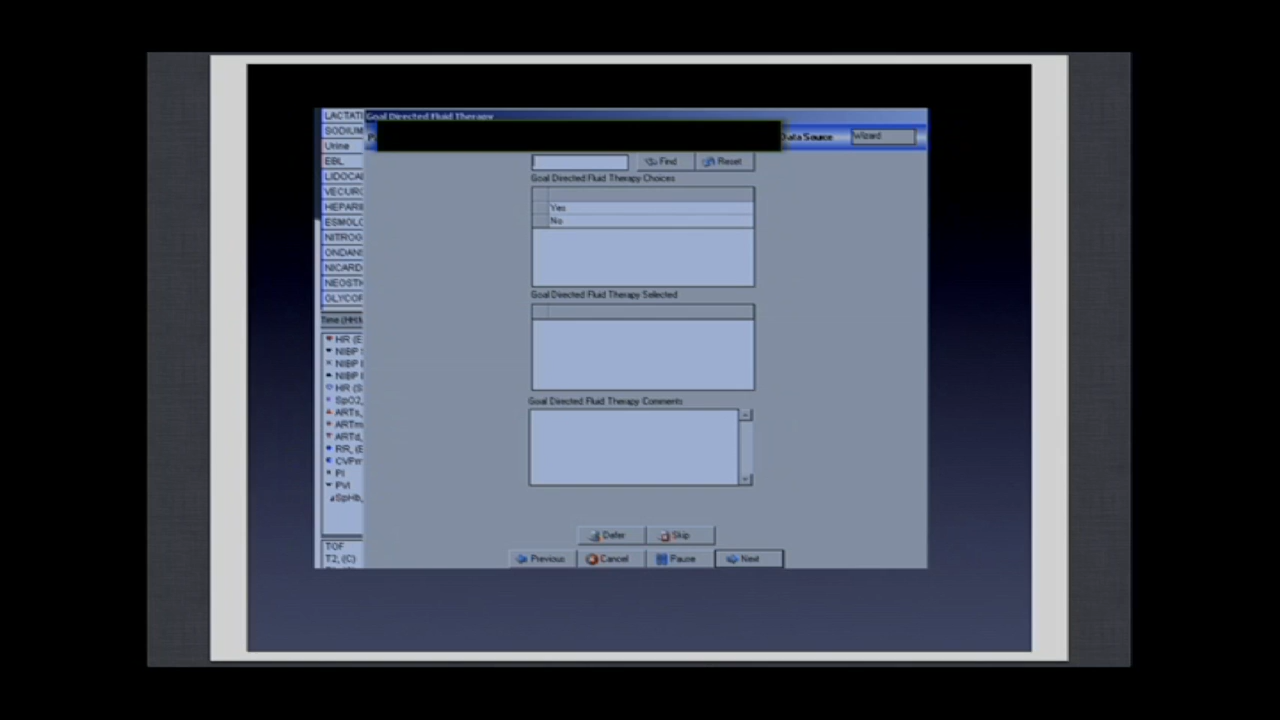 LACTATI
Goal Directed Fluid Therapy
SODIUM
Data Source
Wizard
Urine
EBL
Find
Reset
LIDOCAI
Goal Directed Fluid Therapy Choices
VECURO
HEPARI
Yes
ESMOLO
No
NITROG
ONDANS
NICARD
NEOSTI
GLYCOP
Goal Directed Fluid Therapy Selected
HR (E
NIBP
NIBP
NIBP
HR (S
SpO2,
Goal Directed Fluid Therapy Comments
ARTs,
ARTm
ARTd,
RR, (E
CVPm
PI
PVI
SpHb,
Defer
Skip
TOF
T2, (C)
Previous
Cancel
Pause
Next